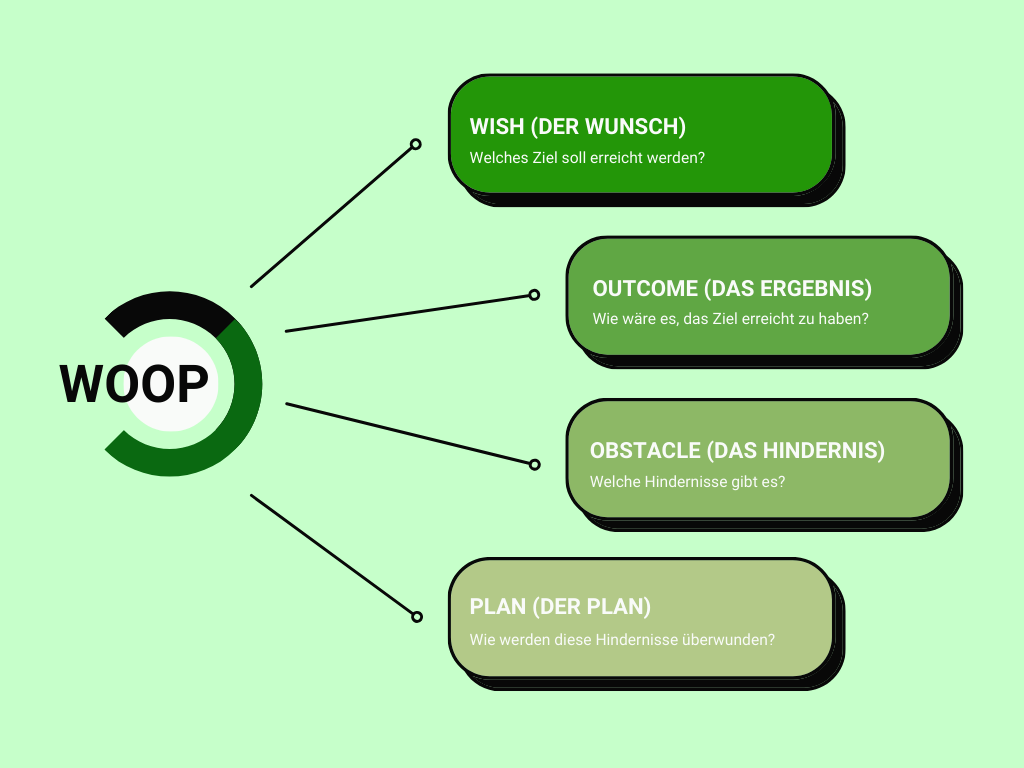 WOOP
WISH (DER WUNSCH)
Welches Ziel soll erreicht werden?
OUTCOME (DAS ERGEBNIS)
Wie wäre es, das Ziel erreicht zu haben?
OBSTACLE (DAS HINDERNIS)
Welche Hindernisse gibt es?
PLAN (DER PLAN)
Wie werden diese Hindernisse überwunden?